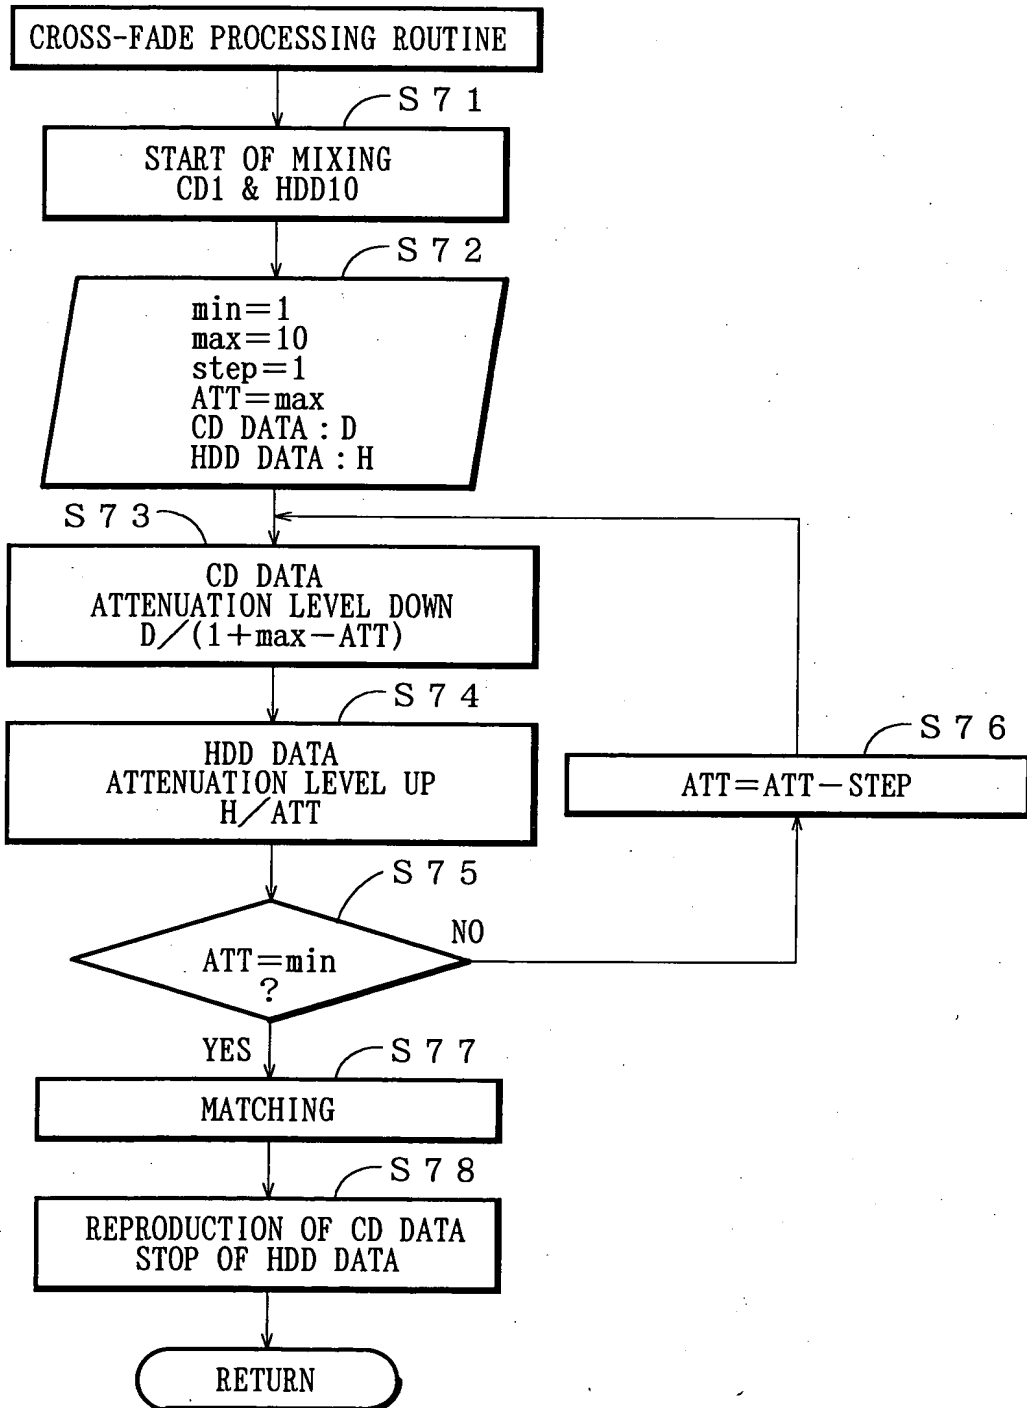 CROSS-FADE PROCESSING ROUTINE
S71
START OF MIXING
CD1 & HDD10
S72
min=1
max=10
step=1
ATT=max
CD DATA : D
HDD DATA : H
S73
CD DATA
ATTENUATION LEVEL DOWN
D/(1+max-ATT)
S74
HDD DATA
ATTENUATION LEVEL UP
H/ATT
S76
ATT=ATT-STEP
S75
ATT=min
?
NO
YES
S77
MATCHING
S78
REPRODUCTION OF CD DATA
STOP OF HDD DATA
RETURN